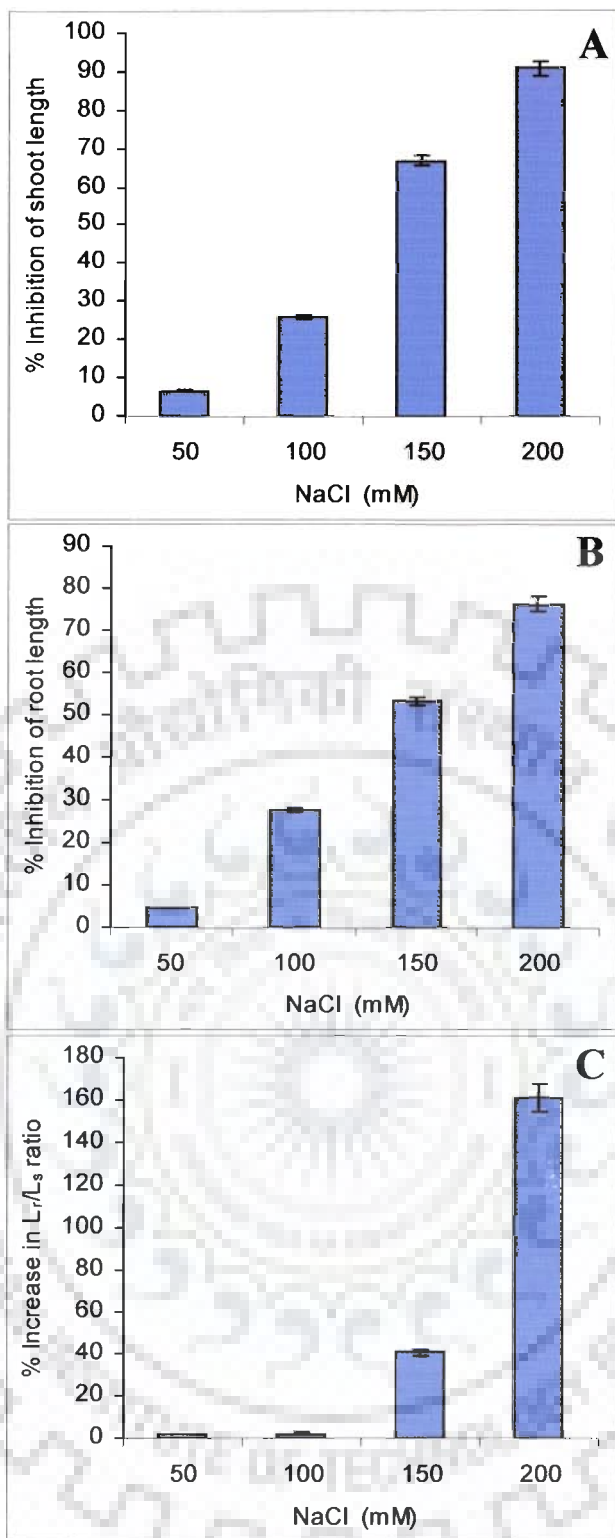 A
% Inhibition of shoot length
100
90
80
70
60
50
40
30
20
10
0
50 100 150 200
NaCl (mM)
B
% Inhibition of root length
90
80
70
60
50
40
30
20
10
0
50 100 150 200
NaCl (mM)
C
% Increase in Lr/Ls ratio
180
160
140
120
100
80
60
40
20
0
50 100 150 200
NaCl (mM)